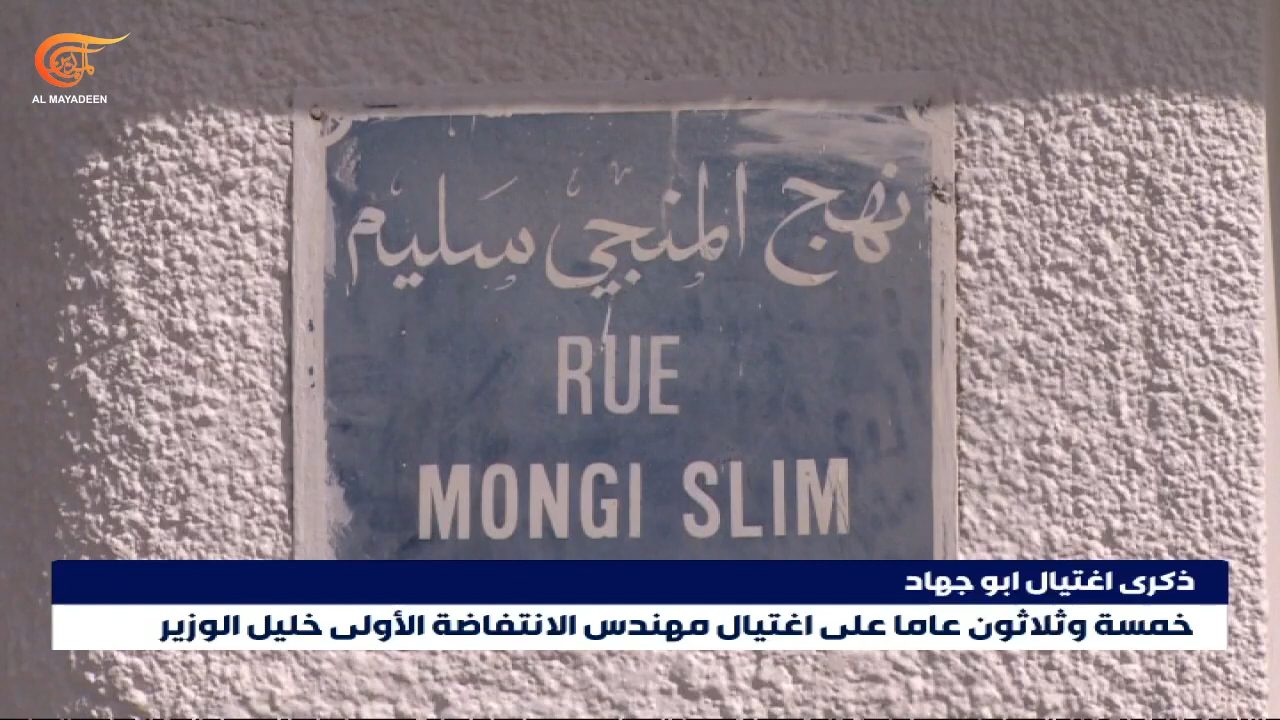 AL MAYADEEN
نهج المنجي سليم
RUE
MONGI SLIM
ذكرى اغتيال ابو جهاد
خمسة وثلاثون عاما على اغتيال مهندس الانتفاضة الأولى خليل الوزير